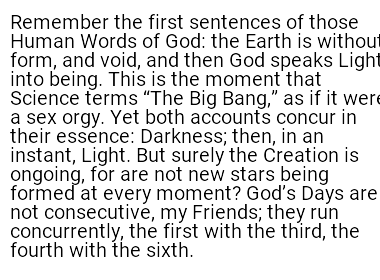 Remember the first sentences of those
Human Words of God: the Earth is without
form, and void, and then God speaks Light
into being. This is the moment that
Science terms “The Big Bang,” as if it were
a sex orgy. Yet both accounts concur in
their essence: Darkness; then, in an
instant, Light. But surely the Creation is
ongoing, for are not new stars being
formed at every moment? God’s Days are
not consecutive, my Friends; they run
concurrently, the first with the third, the
fourth with the sixth.